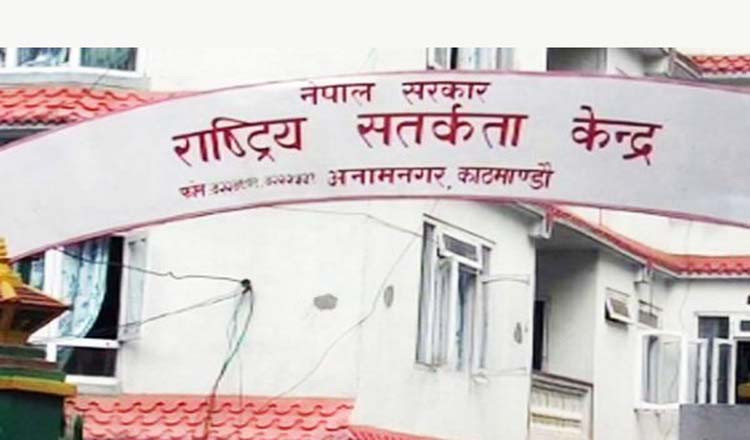 नेपाल सरकार
राष्ट्रिय सतर्कता केन्द्र
फोन अनामनगर, काठमाण्डौ